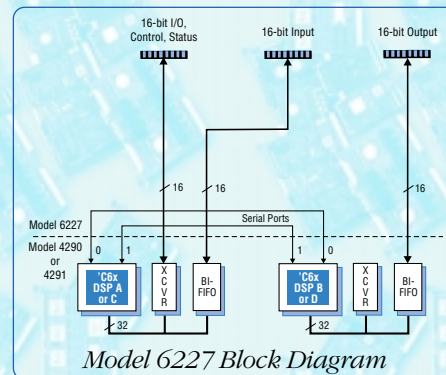 16-bit I/O,
Control, Status
16-bit Input
16-bit Output
16
16
16
Model 6227
Serial Ports
Model 4290
or
4291
0
1
1
0
'C6x
DSP A
or C
XCVR
BI-
FIFO
'C6x
DSP B
or D
XCVR
BI-
FIFO
32
32
Model 6227 Block Diagram